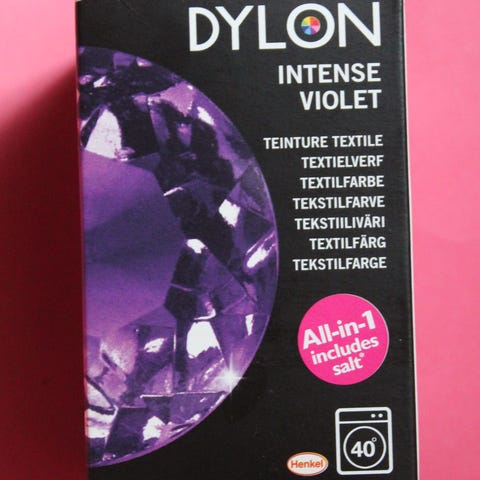 DYLON
INTENSE
VIOLET
TEINTURE TEXTILE
TEXTIELVERF
TEXTILFARBE
TEKSTILFARVE
TEKSTIILIVÄRI
TEXTILFÄRG
TEKSTILFARGE
All-in-1
includes
salt*
40°
Henkel